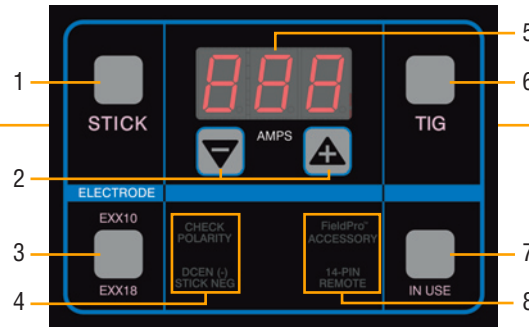 5
1
888
6
STICK
TIG
AMPS
2
ELECTRODE
EXX10
CHECK
POLARITY
FieldPro™
ACCESSORY
3
7
DCEN (-)
STICK NEG
14-PIN
REMOTE
EXX18
IN USE
4
8